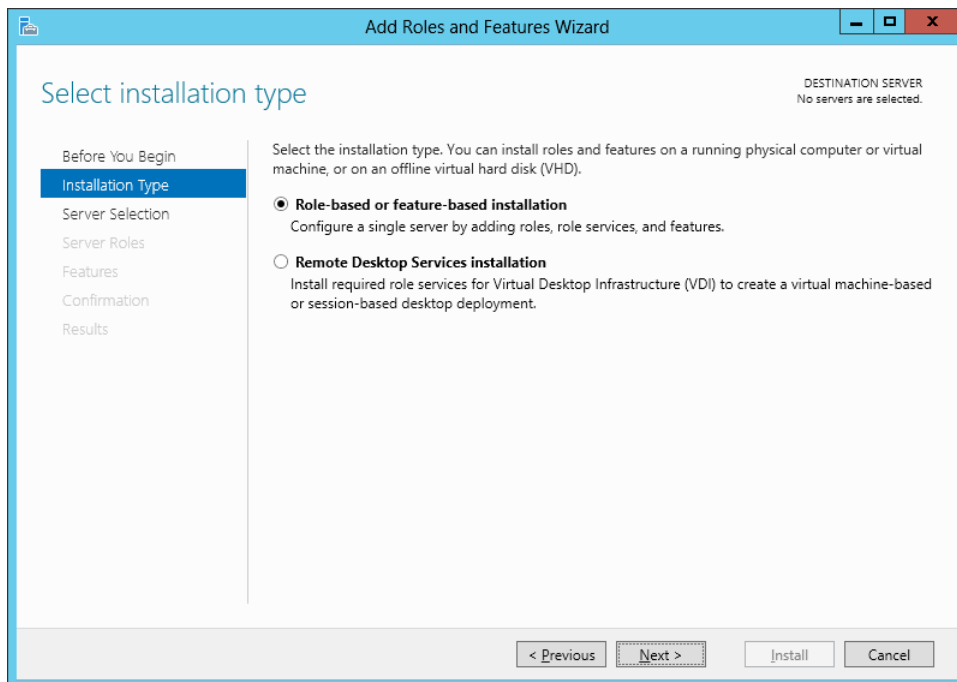 Add Roles and Features Wizard
Select installation type
DESTINATION SERVER
No servers are selected.
Before You Begin
Installation Type
Server Selection
Server Roles
Features
Confirmation
Results
Select the installation type. You can install roles and features on a running physical computer or virtual
machine, or on an offline virtual hard disk (VHD).
Role-based or feature-based installation
Configure a single server by adding roles, role services, and features.
Remote Desktop Services installation
Install required role services for Virtual Desktop Infrastructure (VDI) to create a virtual machine-based
or session-based desktop deployment.
< Previous
Next >
Install
Cancel